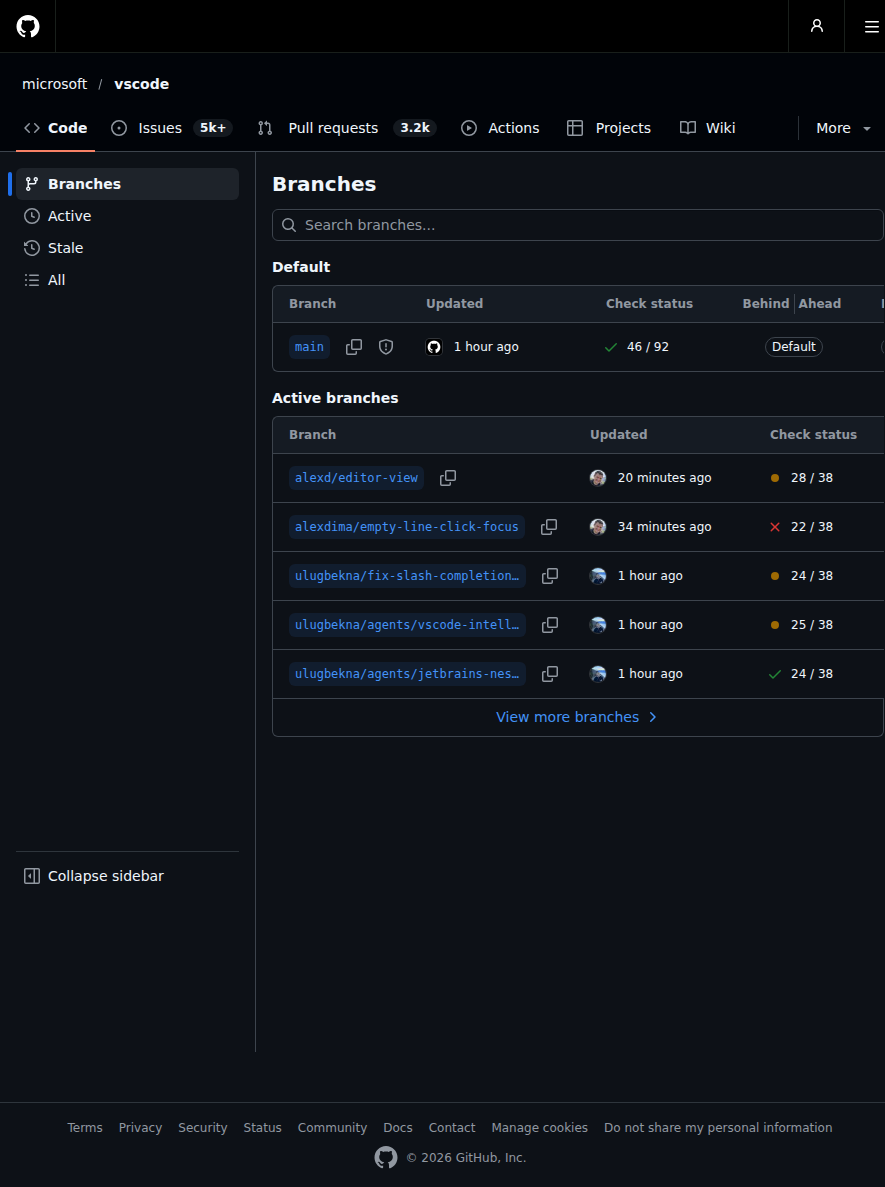 microsoft / vscode
Code Issues 5k+ Pull requests 3.2k Actions Projects Wiki More
Branches
Active
Stale
All
Collapse sidebar
Branches
Search branches...
Default
Branch Updated Check status Behind Ahead
main 1 hour ago 46 / 92 Default
Active branches
Branch Updated Check status
alexd/editor-view 20 minutes ago 28 / 38
alexdima/empty-line-click-focus 34 minutes ago 22 / 38
ulugbekna/fix-slash-completion… 1 hour ago 24 / 38
ulugbekna/agents/vscode-intell… 1 hour ago 25 / 38
ulugbekna/agents/jetbrains-nes… 1 hour ago 24 / 38
View more branches
Terms Privacy Security Status Community Docs Contact Manage cookies Do not share my personal information
© 2026 GitHub, Inc.